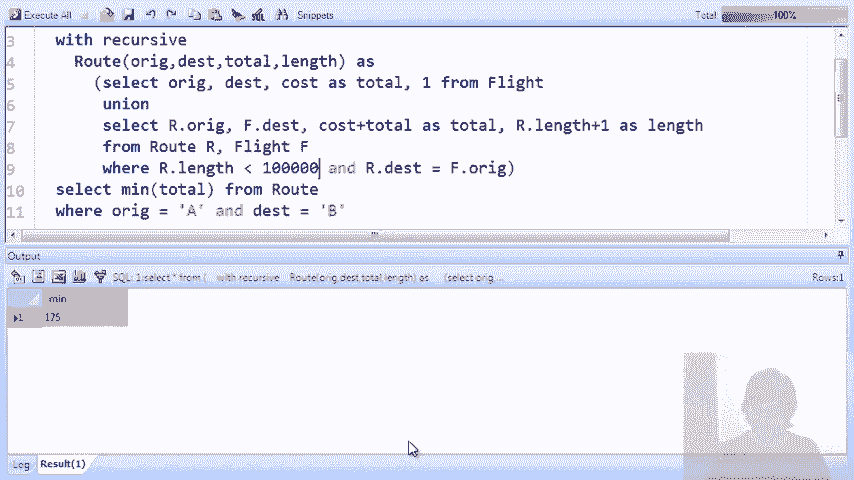 Execute All Snippets Total: 100%
3 with recursive
4 Route(orig,dest,total,length) as
5 (select orig, dest, cost as total, 1 from Flight
6 union
7 select R.orig, F.dest, cost+total as total, R.length+1 as length
8 from Route R, Flight F
9 where R.length < 100000 and R.dest = F.orig)
10 select min(total) from Route
11 where orig = 'A' and dest = 'B'
Output
SQL: 1:select * from ( with recursive Route(orig,dest,total,length) as (select orig... Rows:1
min
1 175
Log Result(1)